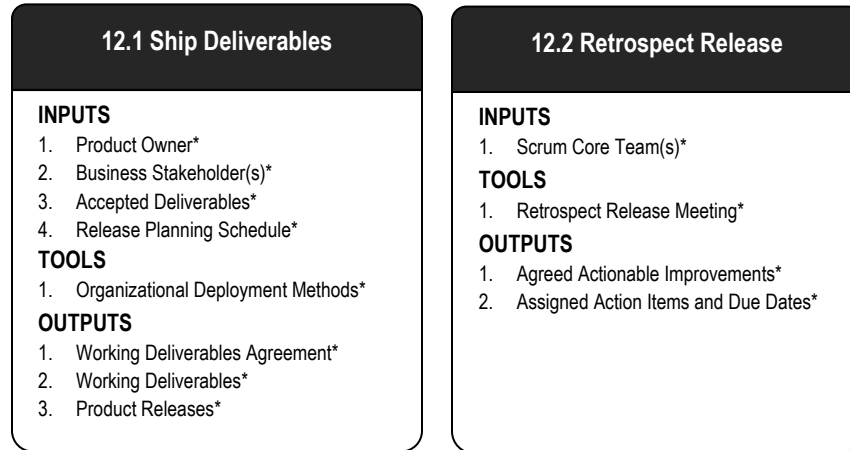 12.1 Ship Deliverables
INPUTS
1. Product Owner*
2. Business Stakeholder(s)*
3. Accepted Deliverables*
4. Release Planning Schedule*
TOOLS
1. Organizational Deployment Methods*
OUTPUTS
1. Working Deliverables Agreement*
2. Working Deliverables*
3. Product Releases*
12.2 Retrospect Release
INPUTS
1. Scrum Core Team(s)*
TOOLS
1. Retrospect Release Meeting*
OUTPUTS
1. Agreed Actionable Improvements*
2. Assigned Action Items and Due Dates*